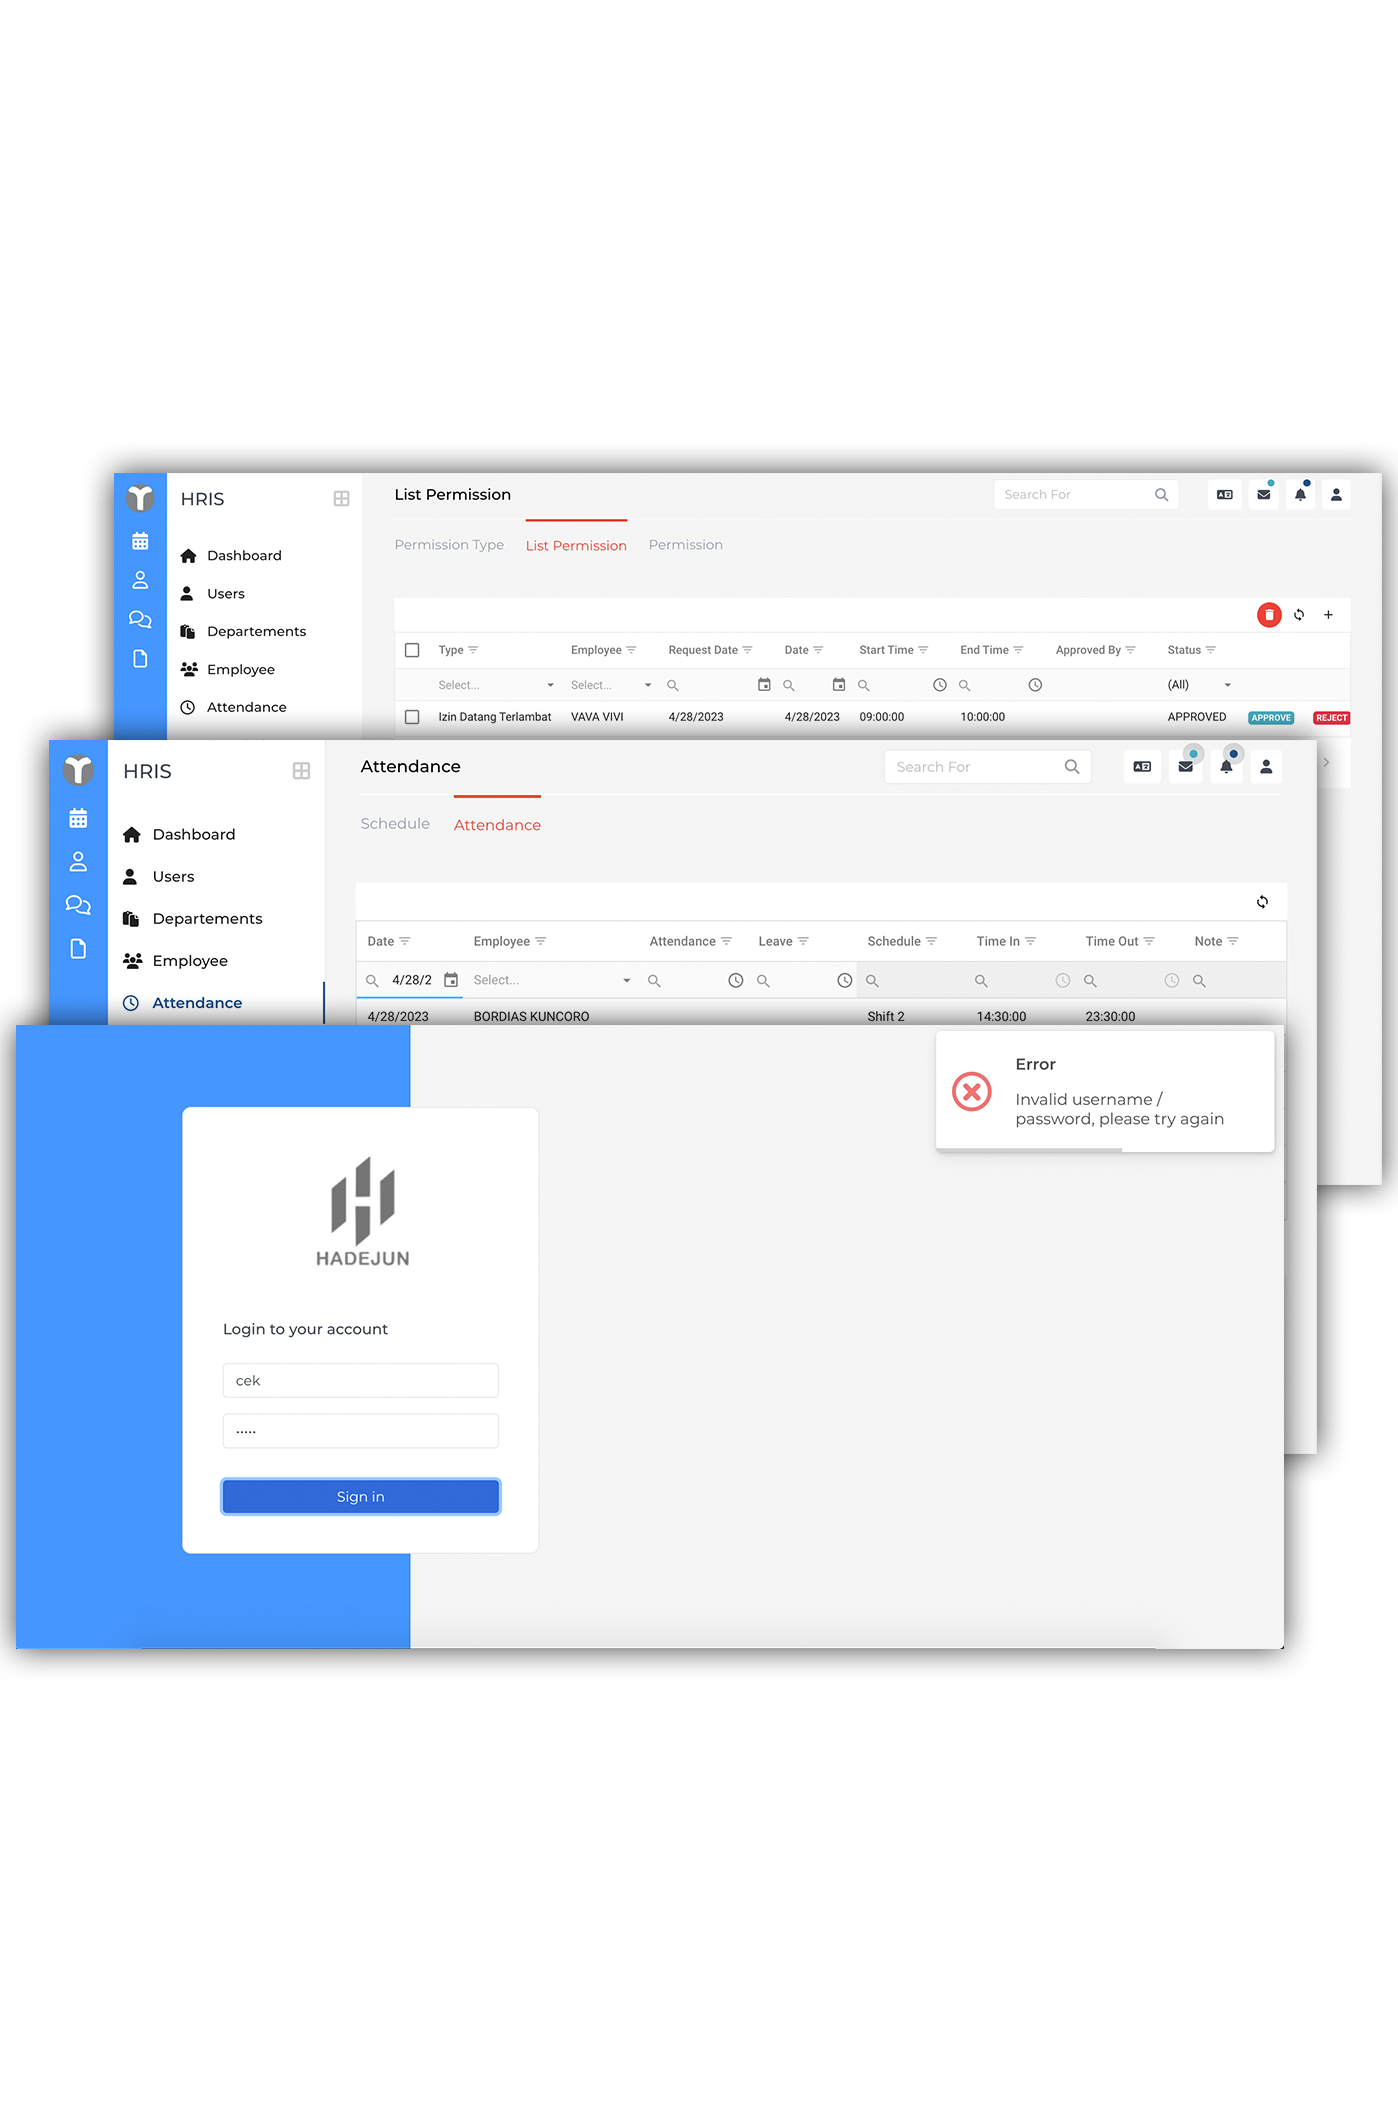 HRIS
Dashboard
Users
Departements
Employee
Attendance
List Permission
Search For
Permission Type List Permission Permission
Type Employee Request Date Date Start Time End Time Approved By Status
Select... Select... (All)
Izin Datang Terlambat VAVA VIVI 4/28/2023 4/28/2023 09:00:00 10:00:00 APPROVED APPROVE REJECT
HRIS
Dashboard
Users
Departements
Employee
Attendance
Attendance
Search For
Schedule Attendance
Date Employee Attendance Leave Schedule Time In Time Out Note
4/28/2 Select...
4/28/2023 BORDIAS KUNCORO Shift 2 14:30:00 23:30:00
Error
Invalid username /
password, please try again
HADEJUN
Login to your account
cek
.....
Sign in